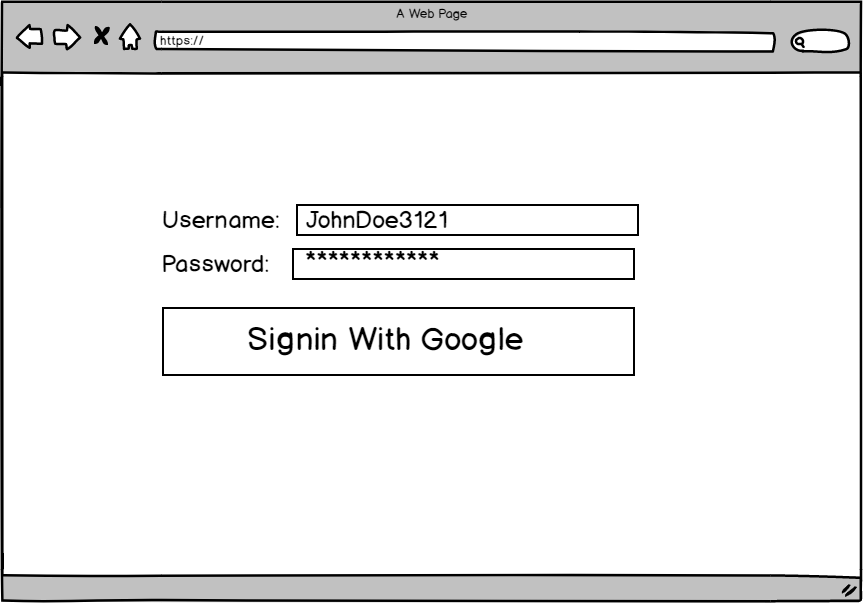 A Web Page
https://
Username: JohnDoe3121
Password: ************
Signin With Google